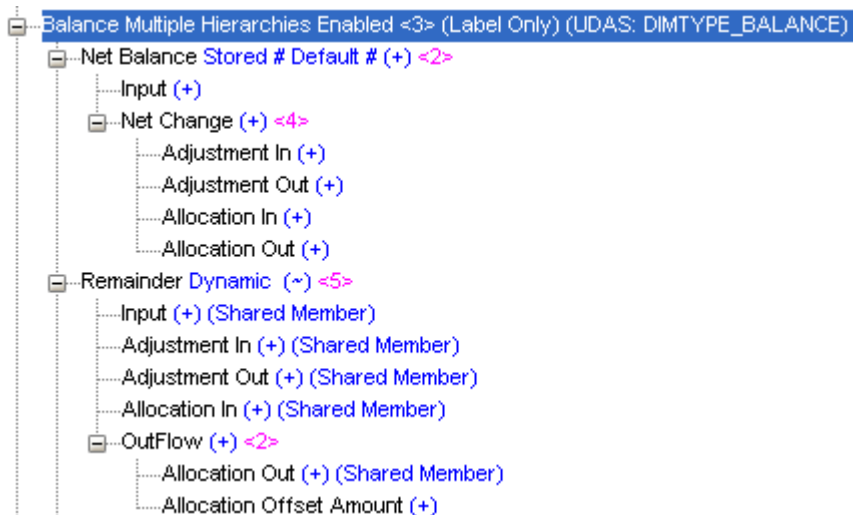 Balance Multiple Hierarchies Enabled <3> (Label Only) (UDAS: DIMTYPE_BALANCE)
Net Balance Stored # Default # (+) <2>
Input (+)
Net Change (+) <4>
Adjustment In (+)
Adjustment Out (+)
Allocation In (+)
Allocation Out (+)
Remainder Dynamic (~) <5>
Input (+) (Shared Member)
Adjustment In (+) (Shared Member)
Adjustment Out (+) (Shared Member)
Allocation In (+) (Shared Member)
OutFlow (+) <2>
Allocation Out (+) (Shared Member)
Allocation Offset Amount (+)